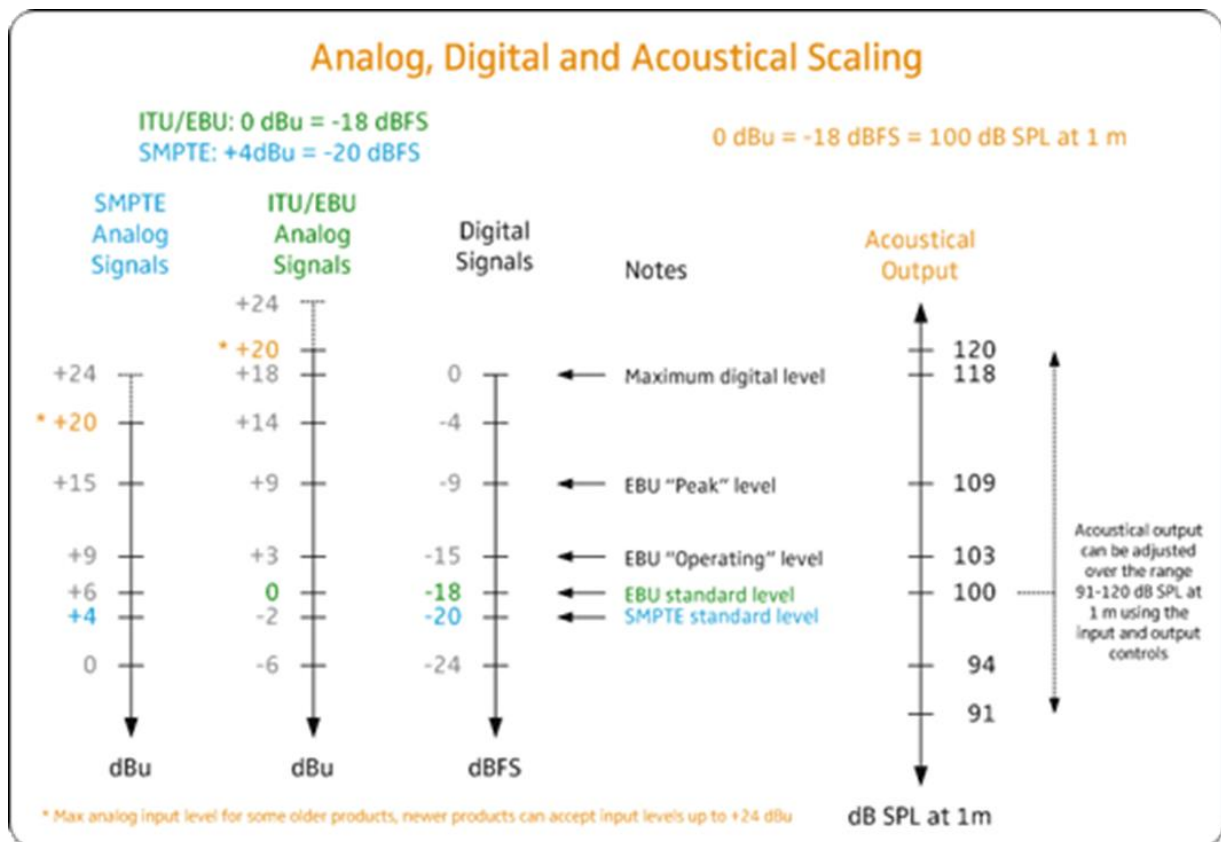 Analog, Digital and Acoustical Scaling
ITU/EBU: 0 dBu = -18 dBFS
SMPTE: +4dBu = -20 dBFS
0 dBu = -18 dBFS = 100 dB SPL at 1 m
SMPTE
Analog
Signals
+24
* +20
+15
+9
+6
+4
0
dBu
ITU/EBU
Analog
Signals
+24
* +20
+18
+14
+9
+3
0
-2
-6
dBu
Digital
Signals
0
-4
-9
-15
-18
-20
-24
dBFS
Notes
Maximum digital level
EBU "Peak" level
EBU "Operating" level
EBU standard level
SMPTE standard level
Acoustical
Output
120
118
109
103
100
94
91
dB SPL at 1m
Acoustical output
can be adjusted
over the range
91-120 dB SPL at
1 m using the
input and output
controls
* Max analog input level for some older products, newer products can accept input levels up to +24 dBu